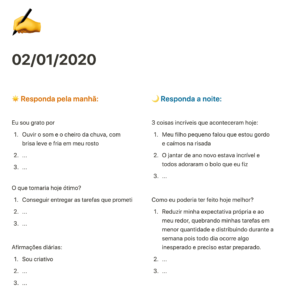 02/01/2020
Responda pela manhã:
Eu sou grato por
1. Ouvir o som e o cheiro da chuva, com
brisa leve e fria em meu rosto
2. ...
3. ...
O que tornaria hoje ótimo?
1. Conseguir entregar as tarefas que prometi
2. ...
3. ...
Afirmações diárias:
1. Sou criativo
2. ...
3. ...
Responda a noite:
3 coisas incríveis que aconteceram hoje:
1. Meu filho pequeno falou que estou gordo
e caímos na risada
2. O jantar de ano novo estava incrível e
todos adoraram o bolo que eu fiz
3. ...
Como eu poderia ter feito hoje melhor?
1. Reduzir minha expectativa própria e ao
meu redor, quebrando minhas tarefas em
menor quantidade e distribuindo durante a
semana pois todo dia ocorre algo
inesperado e preciso estar preparado.
2. ...
3. ...